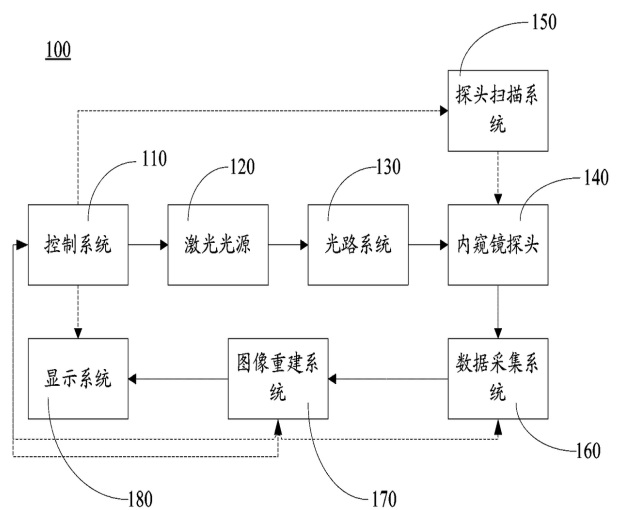 100
150
探头扫描系
统
110
120
130
140
控制系统
激光光源
光路系统
内窥镜探头
显示系统
图像重建系
统
数据采集系
统
180
170
160